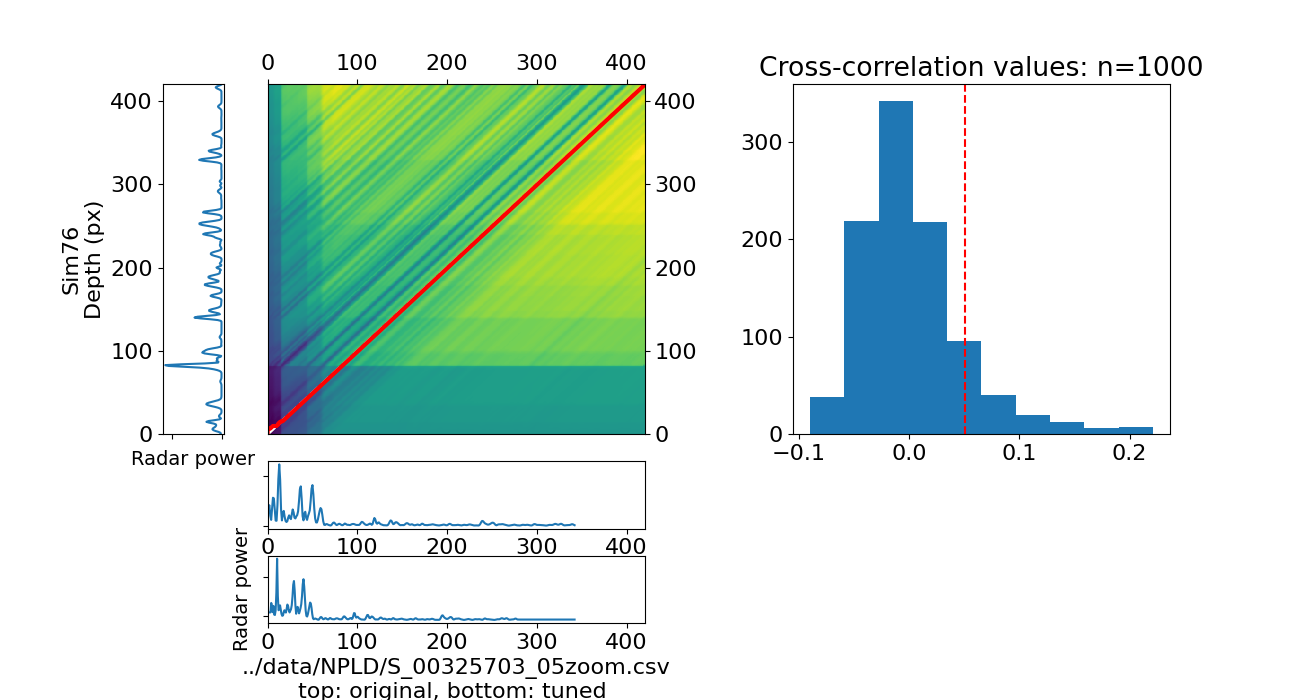 0 100 200 300 400
Cross-correlation values: n=1000
400
300
200
100
0
Sim76
Depth (px)
400
300
200
100
0
300
200
100
0
−0.1 0.0 0.1 0.2
Radar power
0 100 200 300 400
Radar power
0 100 200 300 400
../data/NPLD/S_00325703_05zoom.csv
top: original, bottom: tuned